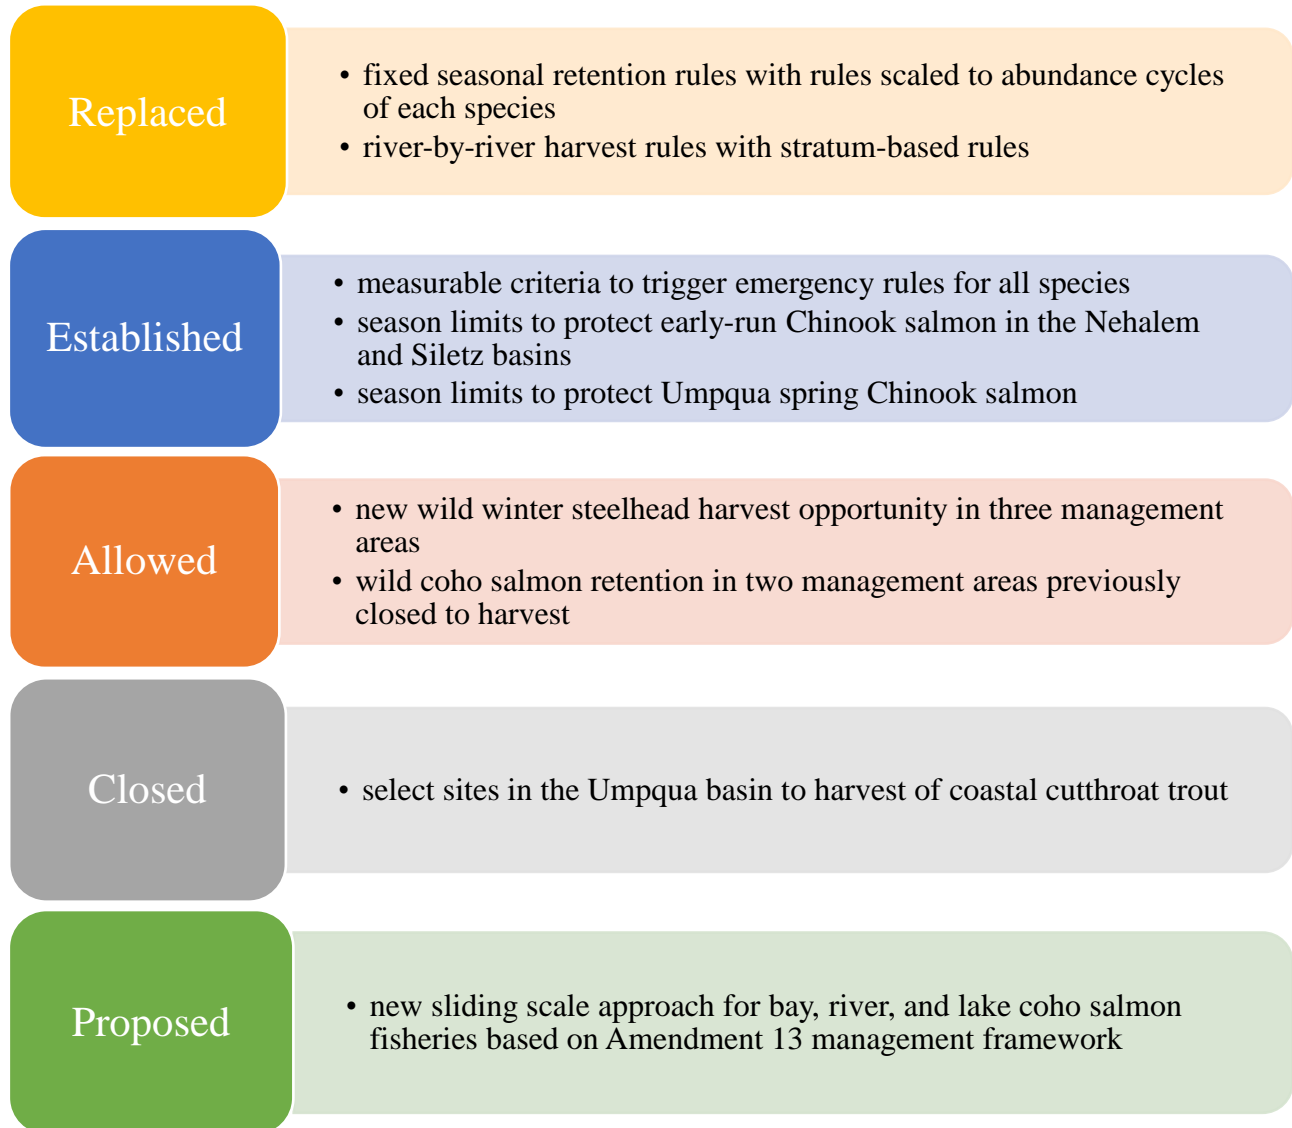 Replaced
• fixed seasonal retention rules with rules scaled to abundance cycles
of each species
• river-by-river harvest rules with stratum-based rules
Established
• measurable criteria to trigger emergency rules for all species
• season limits to protect early-run Chinook salmon in the Nehalem
and Siletz basins
• season limits to protect Umpqua spring Chinook salmon
Allowed
• new wild winter steelhead harvest opportunity in three management
areas
• wild coho salmon retention in two management areas previously
closed to harvest
Closed
• select sites in the Umpqua basin to harvest of coastal cutthroat trout
Proposed
• new sliding scale approach for bay, river, and lake coho salmon
fisheries based on Amendment 13 management framework